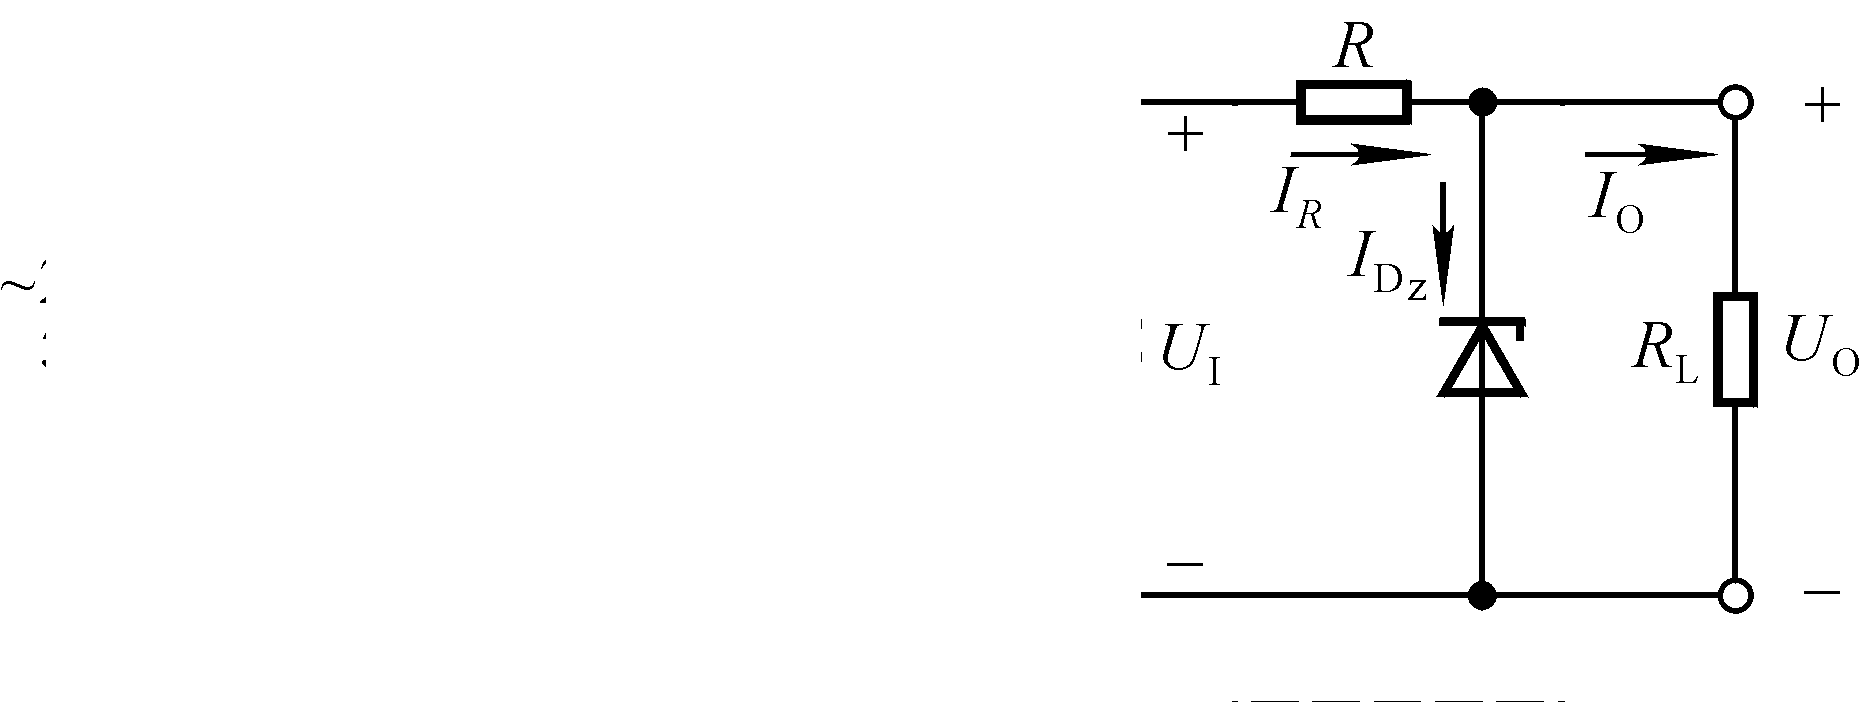 R
+ +
I_R I_O
I_Dz
~
U_I R_L U_O
− −